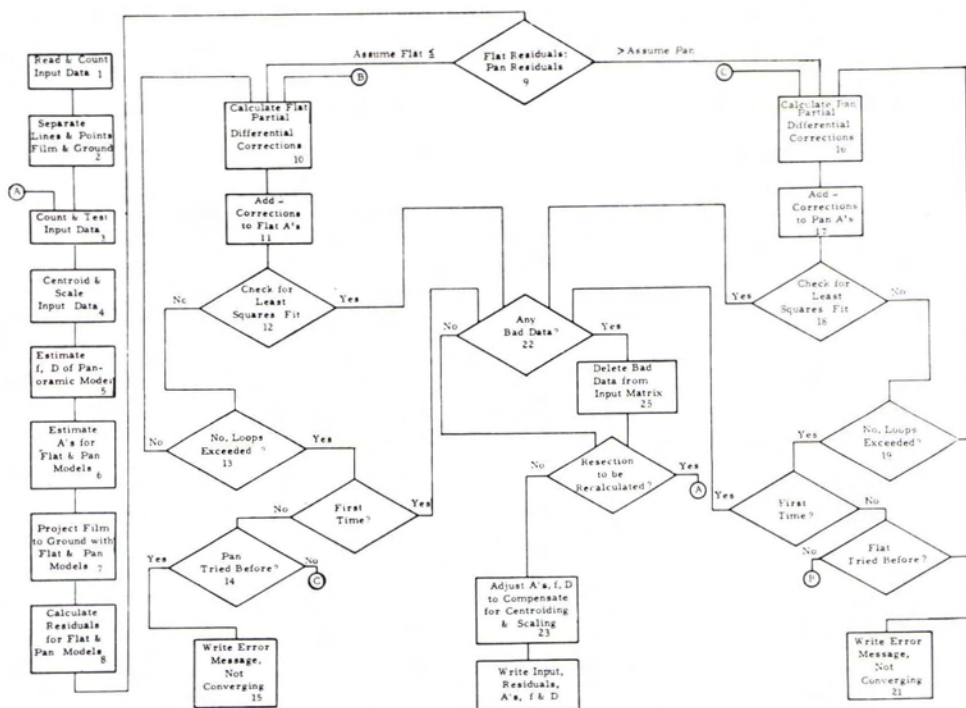 Read & Count
Input Data 1
Separate
Lines & Points
Film & Ground
2
A
Count & Test
Input Data
3
Centroid &
Scale
Input Data
4
Estimate
f, D of Pan-
oramic Model
5
Estimate
A's for
Flat & Pan
Models
6
Project Film
to Ground with
Flat & Pan
Models 7
Calculate
Residuals
for Flat &
Pan Models
8
Flat Residuals:
Pan Residuals
9
Assume Flat ≤
> Assume Pan
B
Calculate Flat
Partial
Differential
Corrections
10
Add -
Corrections
to Flat A's
11
Check for
Least
Squares Fit
12
No
Yes
No. Loops
Exceeded ?
13
No
Yes
First
Time?
No
Yes
Pan
Tried Before?
14
Yes
No
C
Write Error
Message,
Not
Converging
15
Any
Bad Data?
22
No
Yes
Delete Bad
Data from
Input Matrix
25
Resection
to be
Recalculated?
No
Yes
A
Adjust A's, f, D
to Compensate
for Centroiding
& Scaling
23
Write Input,
Residuals,
A's, f & D
C
Calculate Pan
Partial
Differential
Corrections
16
Add -
Corrections
to Pan A's
17
Check for
Least
Squares Fit
18
Yes
No
No. Loops
Exceeded?
19
Yes
First
Time?
Yes
No
Flat
Tried Before?
No
Write Error
Message,
Not
Converging
21